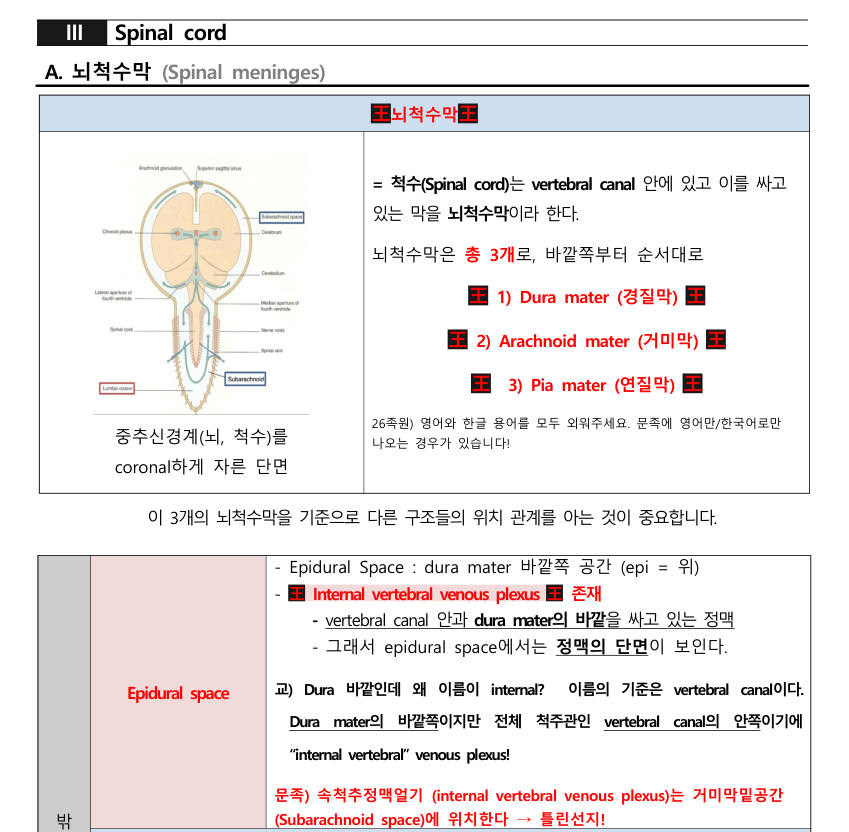 III Spinal cord
A. 뇌척수막 (Spinal meninges)
王뇌척수막王
Arachnoid granulation
Superior sagittal sinus
Subarachnoid space
Choroid plexus
Cerebrum
Cerebellum
Lateral aperture of
fourth ventricle
Median aperture of
fourth ventricle
Spinal cord
Nerve roots
Spinal vein
Subarachnoid
Lumbar cistern
중추신경계(뇌, 척수)를
coronal하게 자른 단면
= 척수(Spinal cord)는 vertebral canal 안에 있고 이를 싸고
있는 막을 뇌척수막이라 한다.
뇌척수막은 총 3개로, 바깥쪽부터 순서대로
王 1) Dura mater (경질막) 王
王 2) Arachnoid mater (거미막) 王
王 3) Pia mater (연질막) 王
26족원) 영어와 한글 용어를 모두 외워주세요. 문족에 영어만/한국어로만
나오는 경우가 있습니다!
이 3개의 뇌척수막을 기준으로 다른 구조들의 위치 관계를 아는 것이 중요합니다.
밖
Epidural space
- Epidural Space : dura mater 바깥쪽 공간 (epi = 위)
- 王 Internal vertebral venous plexus 王 존재
- vertebral canal 안과 dura mater의 바깥을 싸고 있는 정맥
- 그래서 epidural space에서는 정맥의 단면이 보인다.
교) Dura 바깥인데 왜 이름이 internal? 이름의 기준은 vertebral canal이다.
Dura mater의 바깥쪽이지만 전체 척주관인 vertebral canal의 안쪽이기에
“internal vertebral” venous plexus!
문족) 속척추정맥얼기 (internal vertebral venous plexus)는 거미막밑공간
(Subarachnoid space)에 위치한다 → 틀린선지!